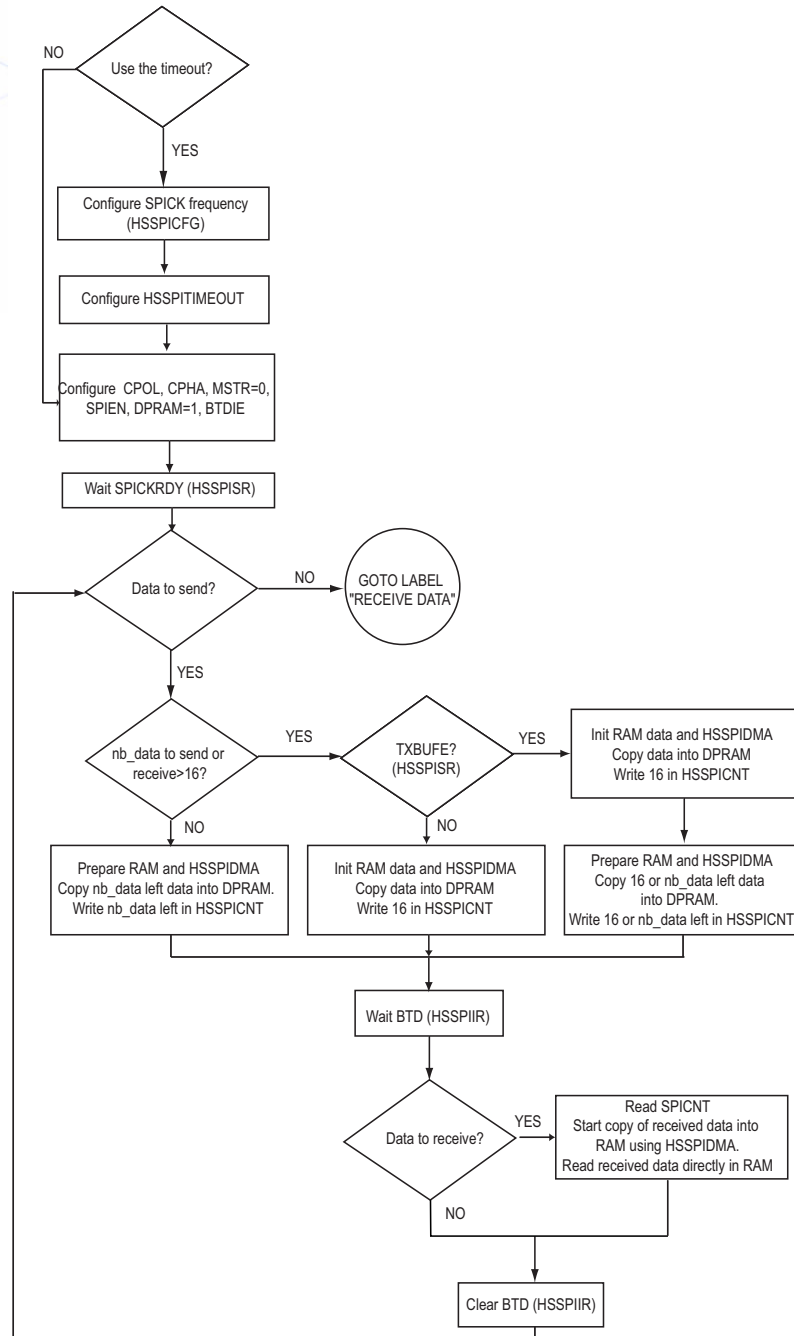 Use the timeout?
NO
YES
Configure SPICK frequency
(HSSPICFG)
Configure HSSPITIMEOUT
Configure CPOL, CPHA, MSTR=0,
SPIEN, DPRAM=1, BTDIE
Wait SPICKRDY (HSSPISR)
Data to send?
NO
GOTO LABEL
"RECEIVE DATA"
YES
nb_data to send or
receive>16?
YES
TXBUFE?
(HSSPISR)
YES
Init RAM data and HSSPIDMA
Copy data into DPRAM
Write 16 in HSSPICNT
NO
NO
Prepare RAM and HSSPIDMA
Copy nb_data left data into DPRAM.
Write nb_data left in HSSPICNT
Init RAM data and HSSPIDMA
Copy data into DPRAM
Write 16 in HSSPICNT
Prepare RAM and HSSPIDMA
Copy 16 or nb_data left data
into DPRAM.
Write 16 or nb_data left in HSSPICNT
Wait BTD (HSSPIIR)
Data to receive?
YES
Read SPICNT
Start copy of received data into
RAM using HSSPIDMA.
Read received data directly in RAM
NO
Clear BTD (HSSPIIR)